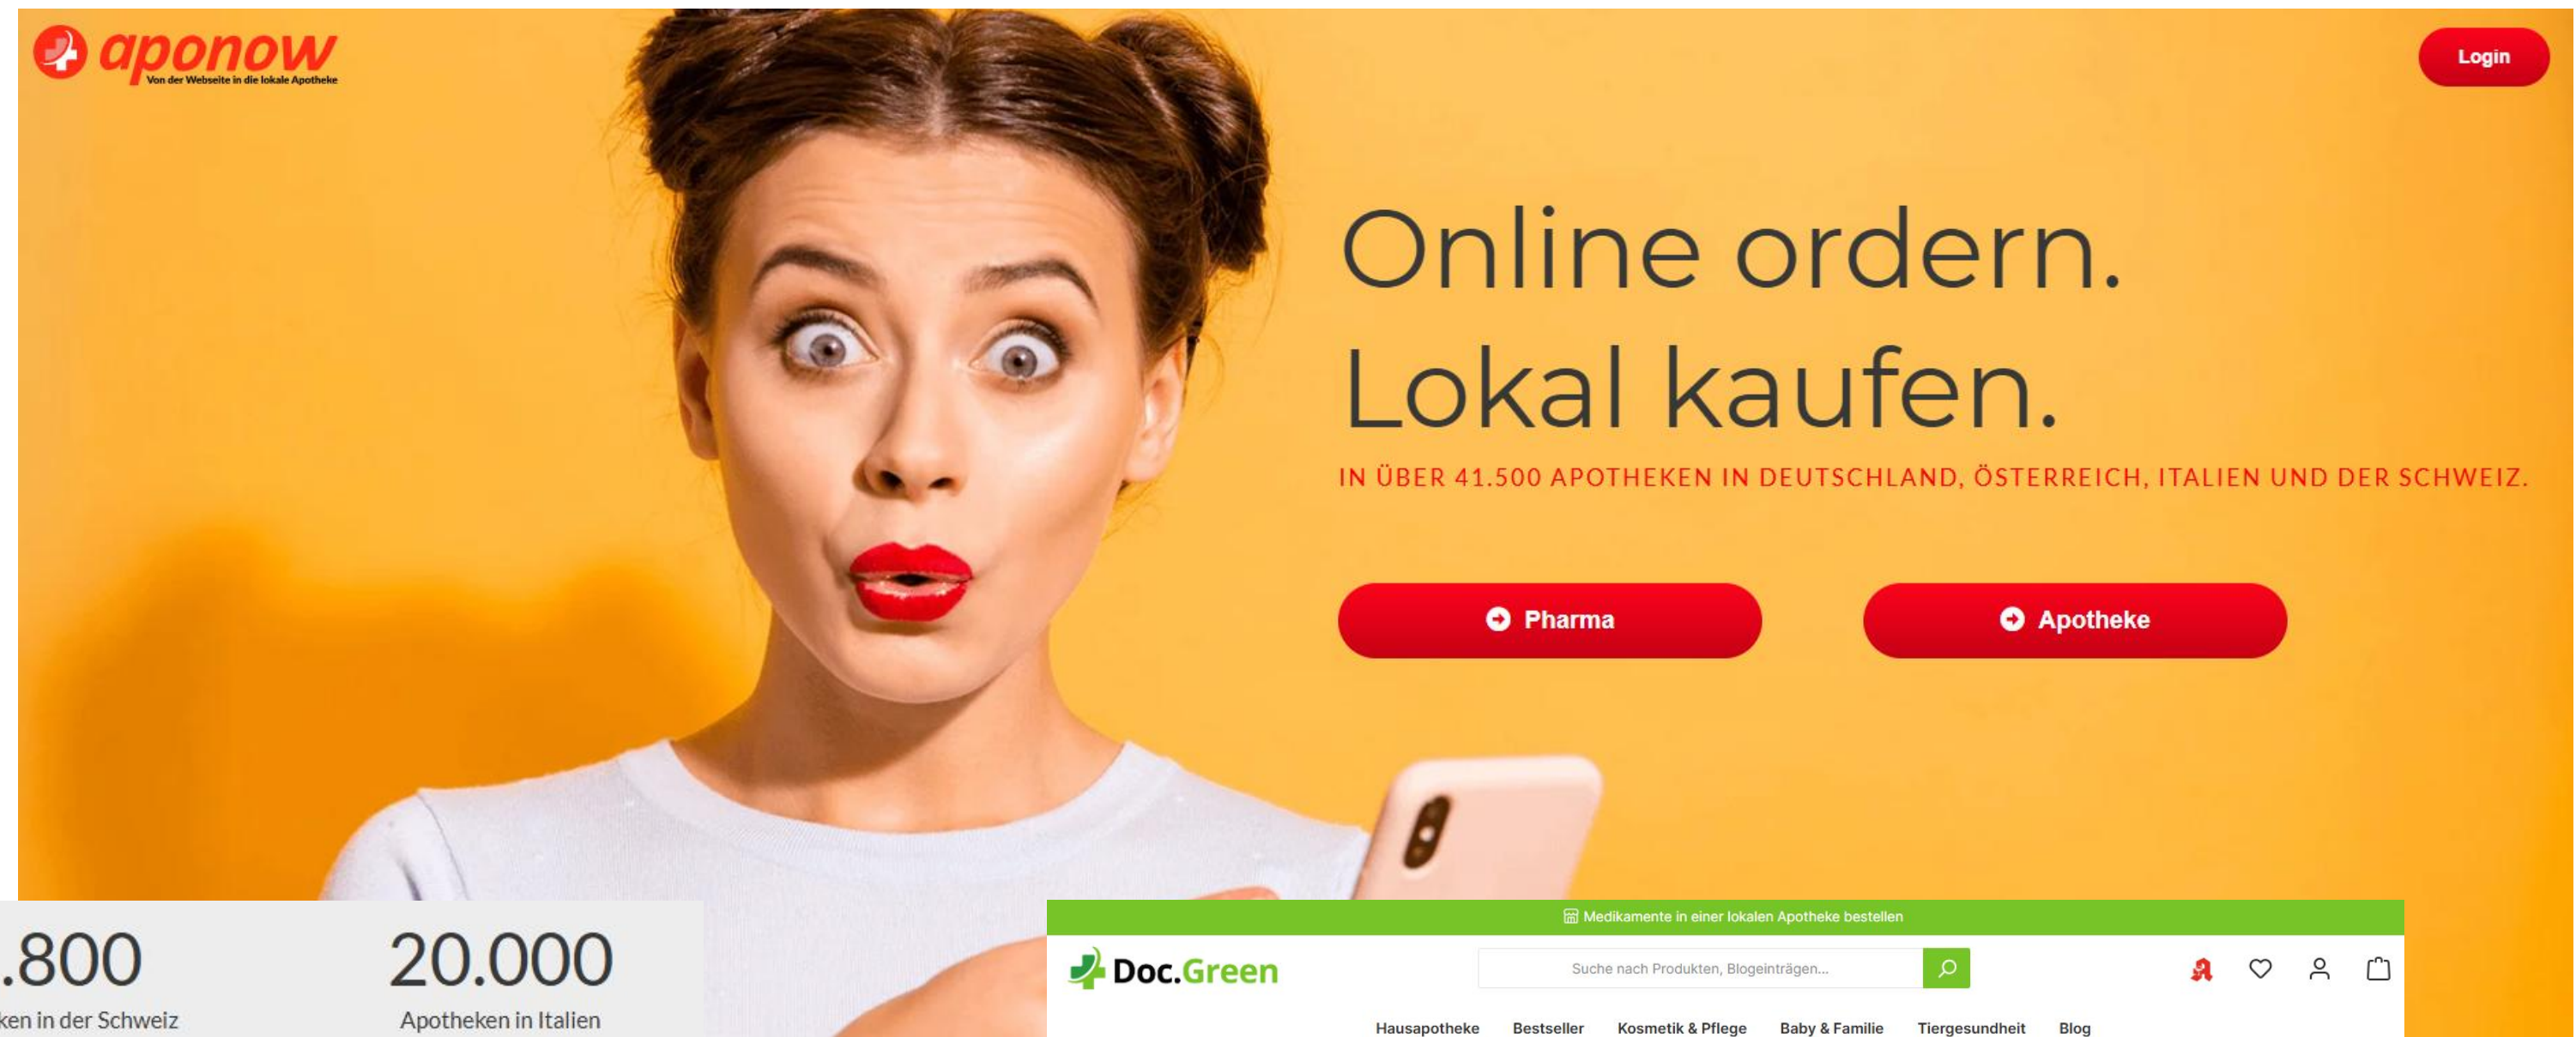 aponow
Von der Webseite in die lokale Apotheke
Login
Online ordern.
Lokal kaufen.
IN ÜBER 41.500 APOTHEKEN IN DEUTSCHLAND, ÖSTERREICH, ITALIEN UND DER SCHWEIZ.
Pharma
Apotheke
.800
ken in der Schweiz
20.000
Apotheken in Italien
Medikamente in einer lokalen Apotheke bestellen
Doc.Green
Suche nach Produkten, Blogeinträgen...
Hausapotheke Bestseller Kosmetik & Pflege Baby & Familie Tiergesundheit Blog